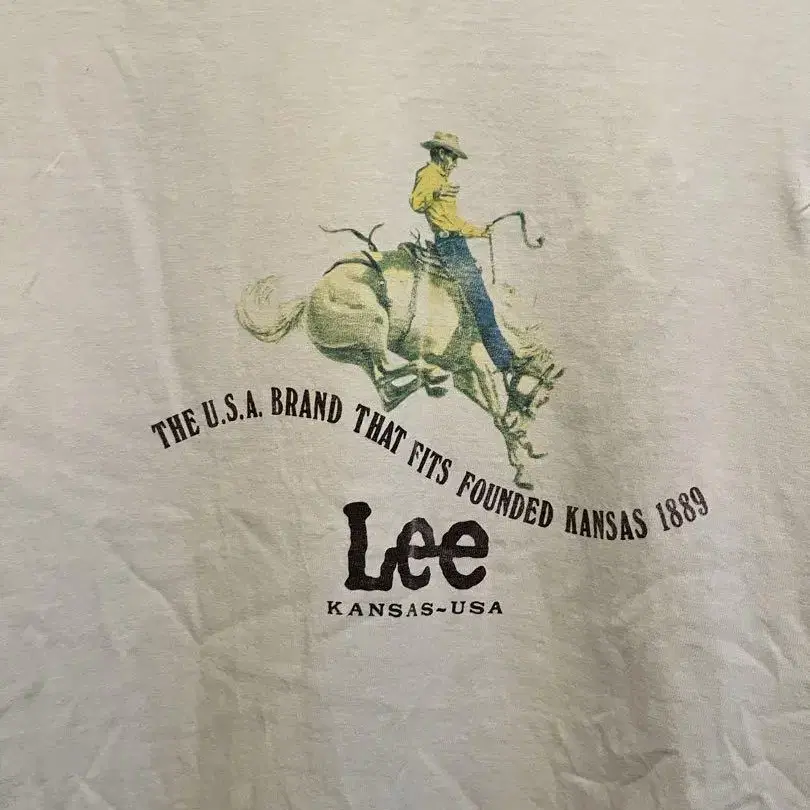 THE U.S.A. BRAND THAT FITS FOUNDED KANSAS 1889
Lee
KANSAS~USA